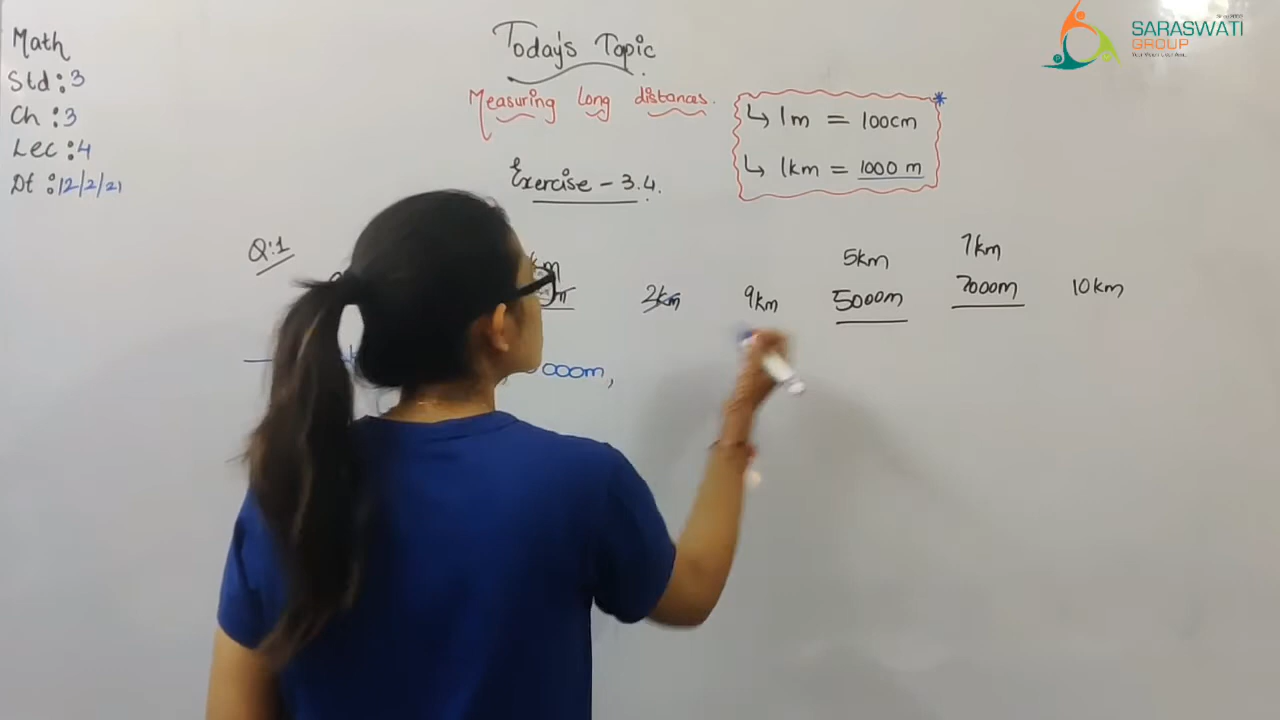 Math
Std : 3
Ch : 3
Lec : 4
Dt : 12/2/21
Today's Topic
Measuring long distances.
Exercise - 3.4.
↳ 1m = 100cm
↳ 1km = 1000 m
*
SARASWATI
GROUP
Q:1
5km 7km
2km 9km 5000m 7000m 10km
000m,